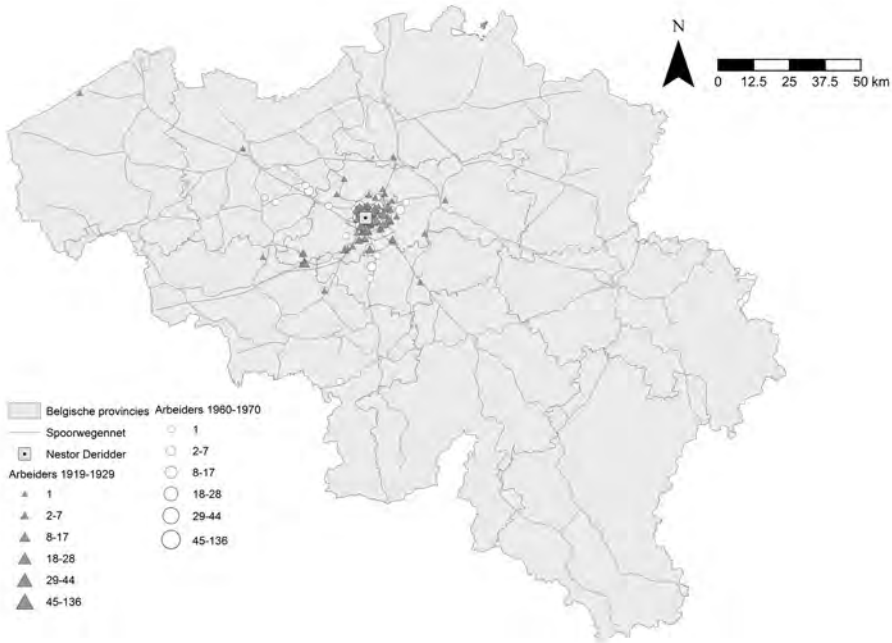 N
0 12.5 25 37.5 50 km
Belgische provincies
Spoorwegennet
Nestor Deridder
Arbeiders 1919-1929
1
2-7
8-17
18-28
29-44
45-136
Arbeiders 1960-1970
1
2-7
8-17
18-28
29-44
45-136